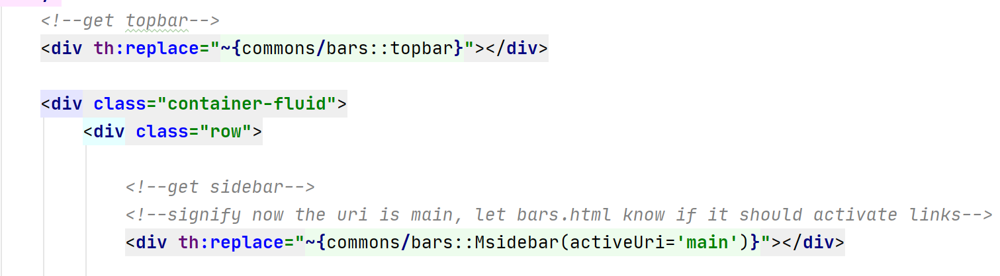 <!--get topbar-->
<div th:replace="~{commons/bars::topbar}"></div>
<div class="container-fluid">
<div class="row">
<!--get sidebar-->
<!--signify now the uri is main, let bars.html know if it should activate links-->
<div th:replace="~{commons/bars::Msidebar(activeUri='main')}"></div>